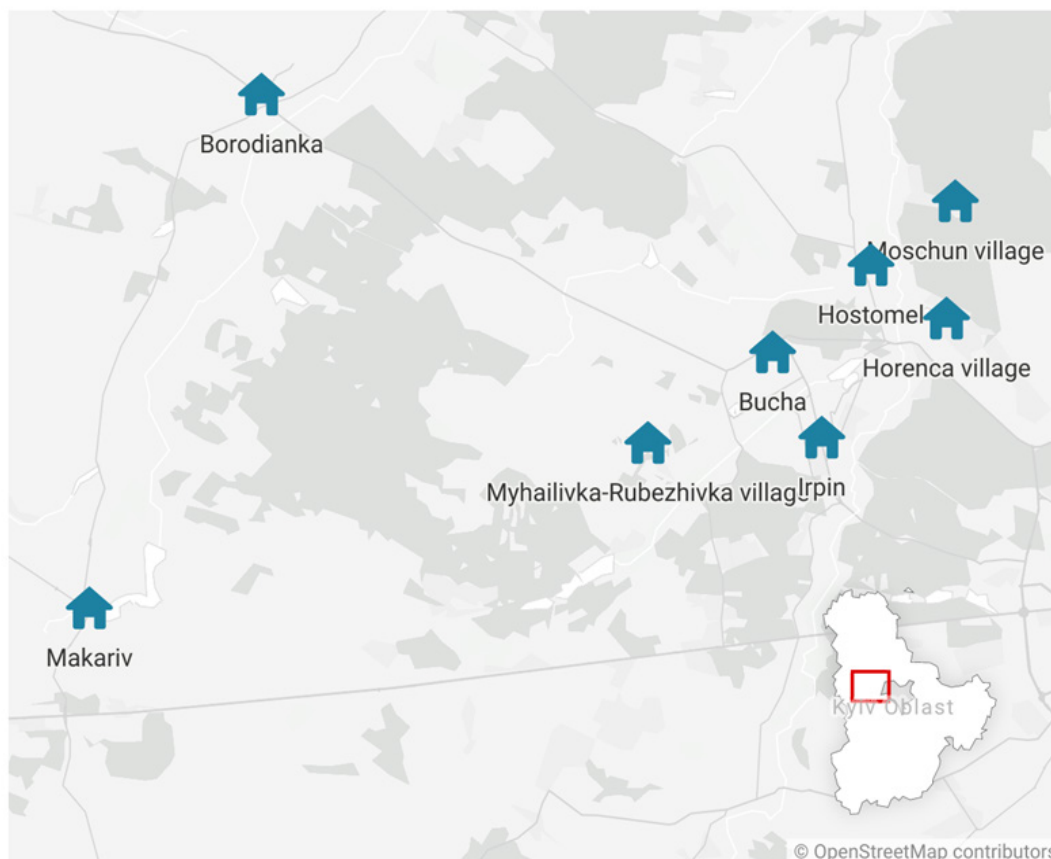 Borodianka
Moschun village
Hostomel
Horenca village
Bucha
Myhailivka-Rubezhivka village
Irpin
Makariv
Kyiv Oblast
© OpenStreetMap contributors